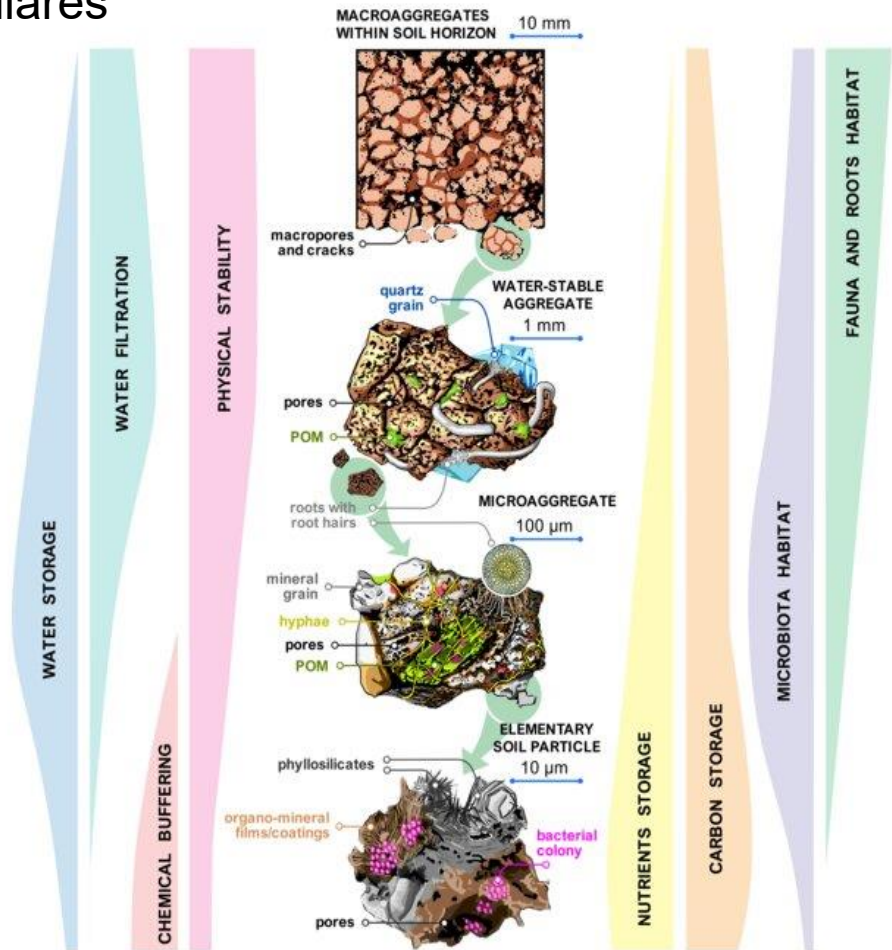 MACROAGGREGATES
WITHIN SOIL HORIZON
10 mm
macropores
and cracks
quartz
grain
WATER-STABLE
AGGREGATE
1 mm
pores
POM
roots with
root hairs
MICROAGGREGATE
100 µm
mineral
grain
hyphae
pores
POM
ELEMENTARY
SOIL PARTICLE
10 µm
phyllosilicates
organo-mineral
films/coatings
bacterial
colony
pores
WATER STORAGE
WATER FILTRATION
CHEMICAL BUFFERING
PHYSICAL STABILITY
NUTRIENTS STORAGE
CARBON STORAGE
MICROBIOTA HABITAT
FAUNA AND ROOTS HABITAT